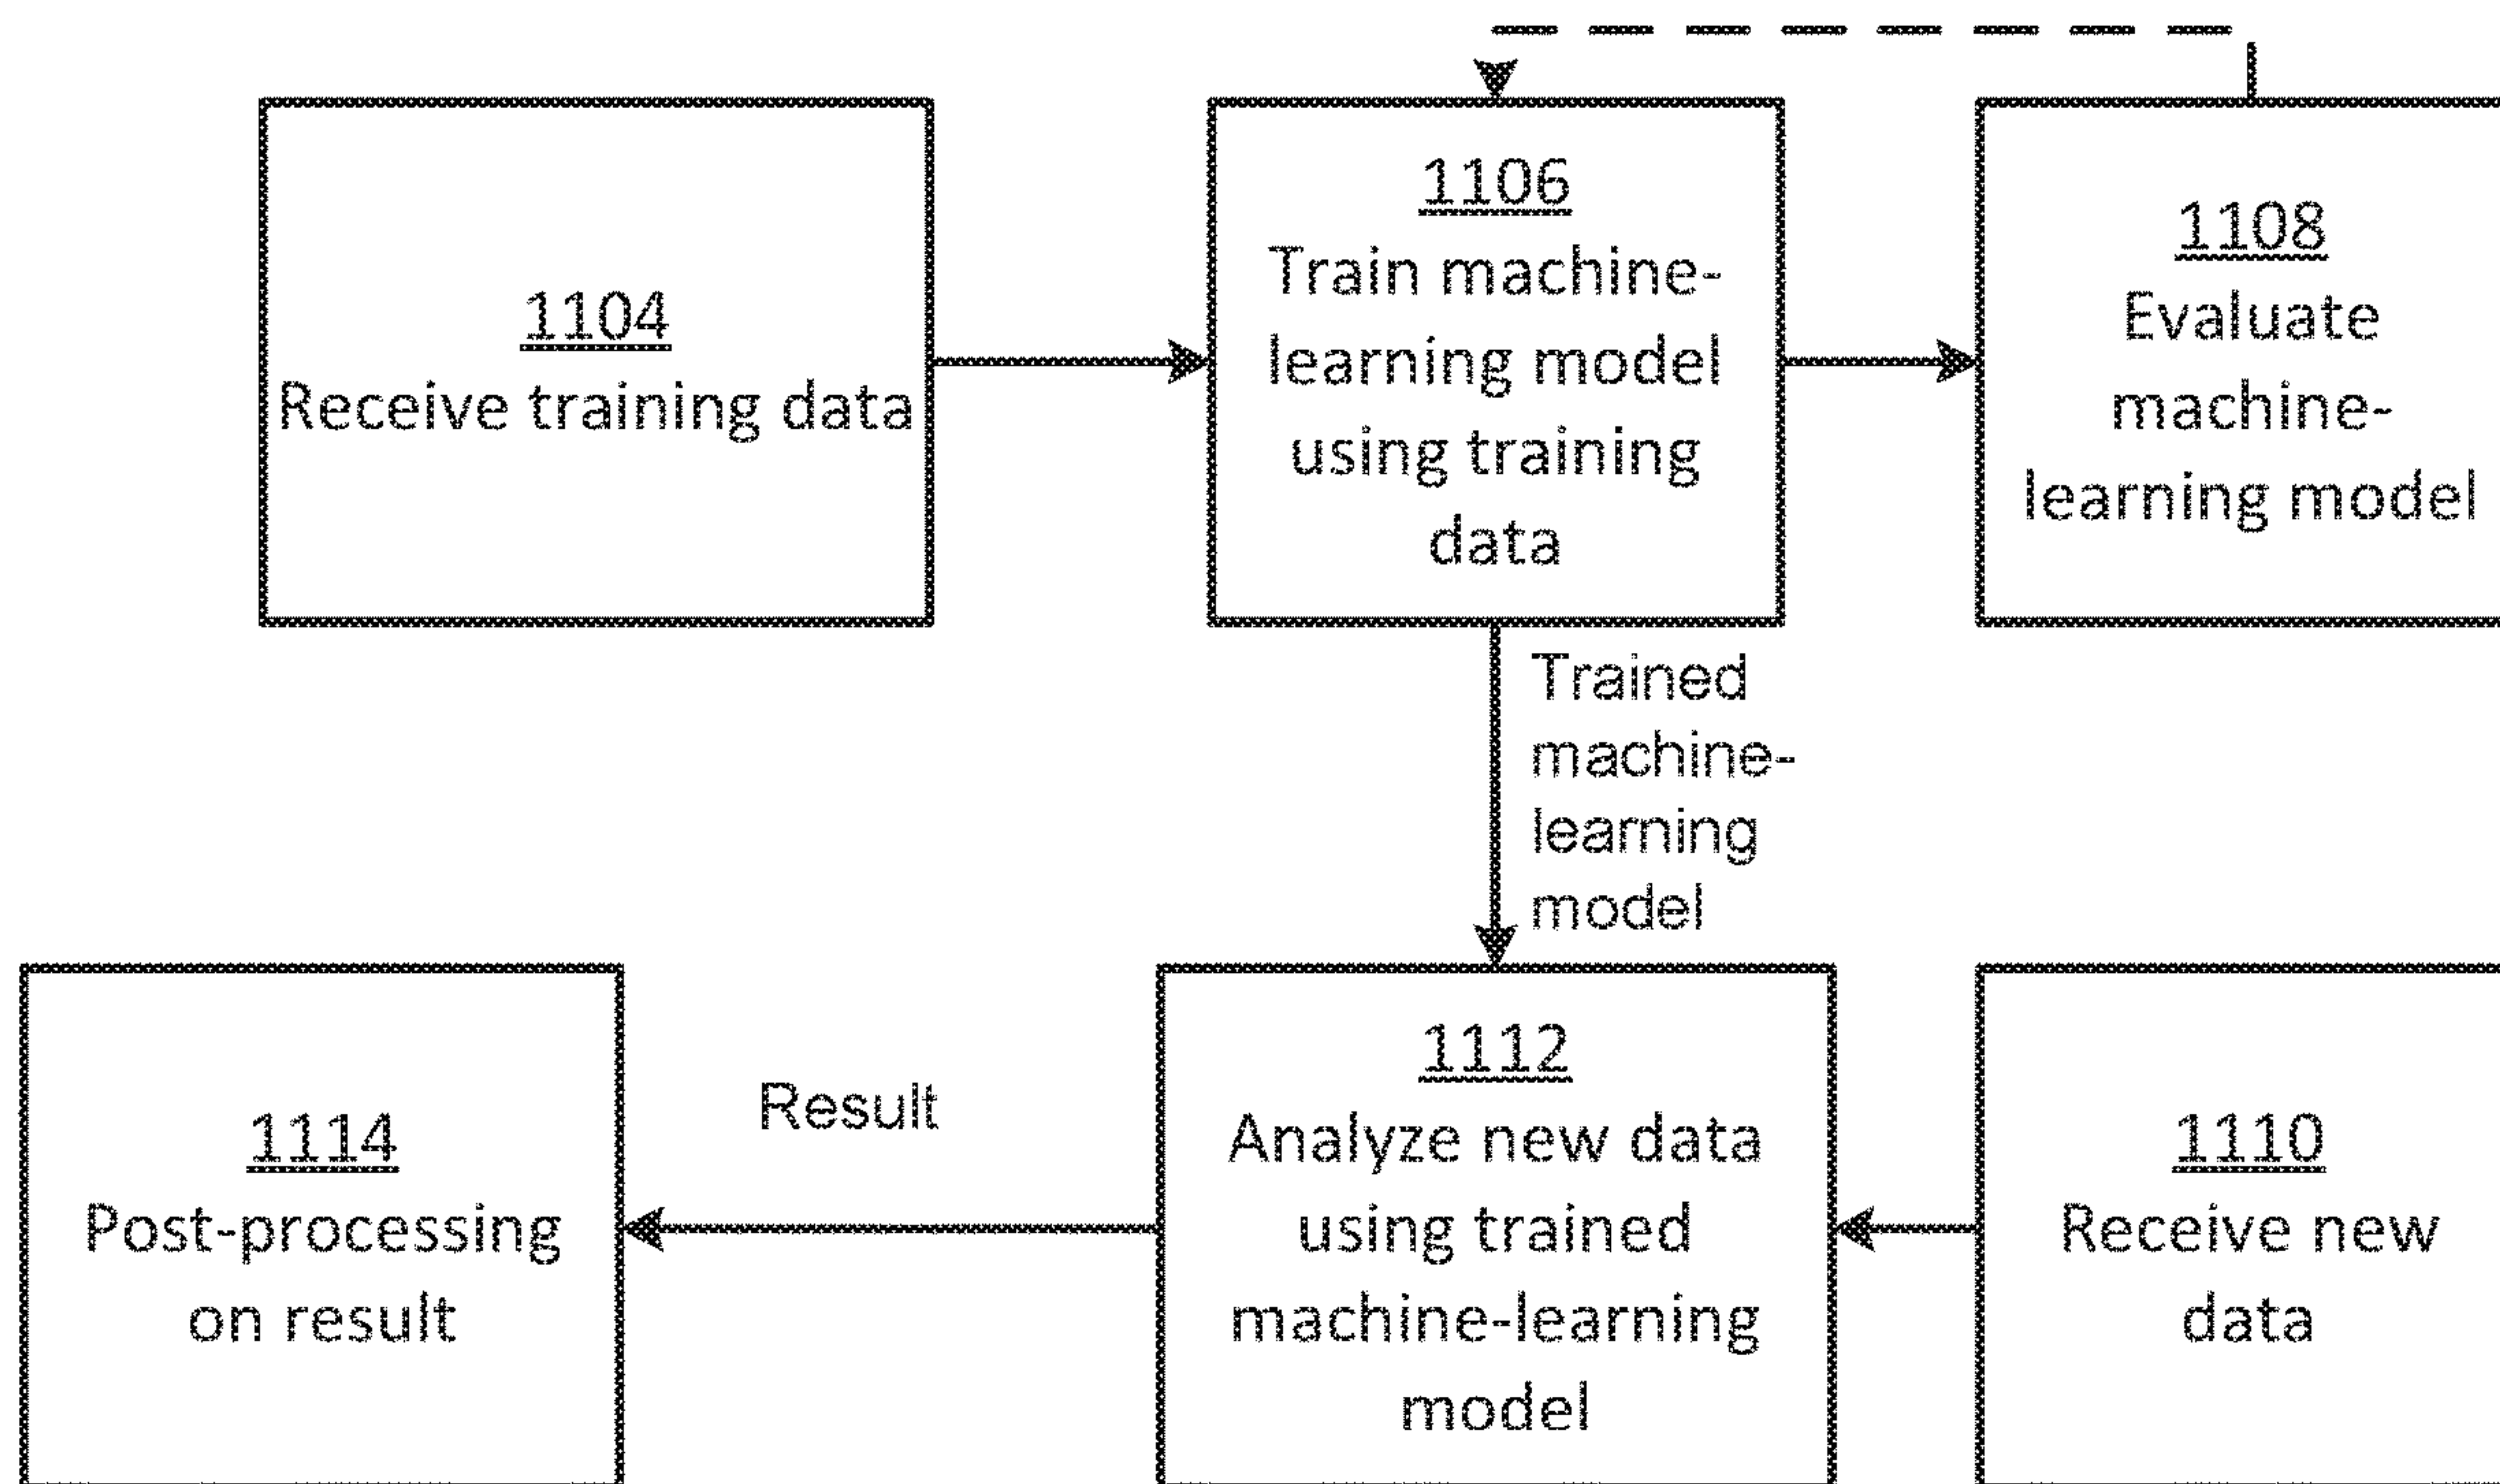 1104
Receive training data
1106
Train machine-
learning model
using training
data
1108
Evaluate
machine-
learning model
Trained
machine-
learning
model
1114
Post-processing
on result
Result
1112
Analyze new data
using trained
machine-learning
model
1110
Receive new
data